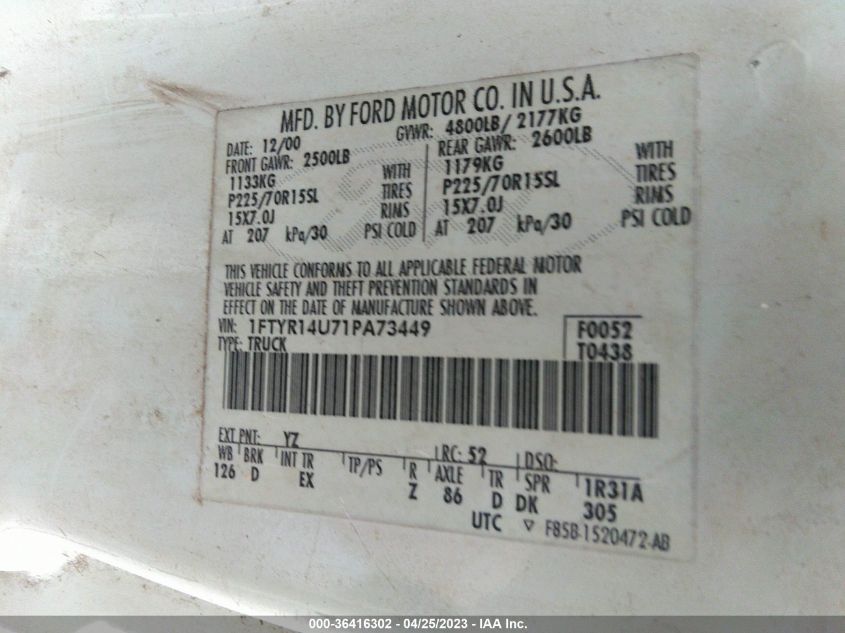 MFD. BY FORD MOTOR CO. IN U.S.A.
DATE: 12/00 GVWR: 4800LB/ 2177KG
FRONT GAWR: 2500LB REAR GAWR: 2600LB
1133KG WITH 1179KG WITH
P225/70R15SL TIRES P225/70R15SL TIRES
15X7.0J RIMS 15X7.0J RIMS
AT 207 kPa/30 PSI COLD AT 207 kPa/30 PSI COLD
THIS VEHICLE CONFORMS TO ALL APPLICABLE FEDERAL MOTOR
VEHICLE SAFETY AND THEFT PREVENTION STANDARDS IN
EFFECT ON THE DATE OF MANUFACTURE SHOWN ABOVE.
VIN: 1FTYR14U71PA73449 F0052
TYPE: TRUCK T0438
EXT PNT: YZ LRC: 52 DSO:
WB BRK INT TR TP/PS R AXLE TR SPR 1R31A
126 D EX Z 86 D DK 305
UTC ▽ F85B-1520472-AB
000-36416302 - 04/25/2023 - IAA Inc.